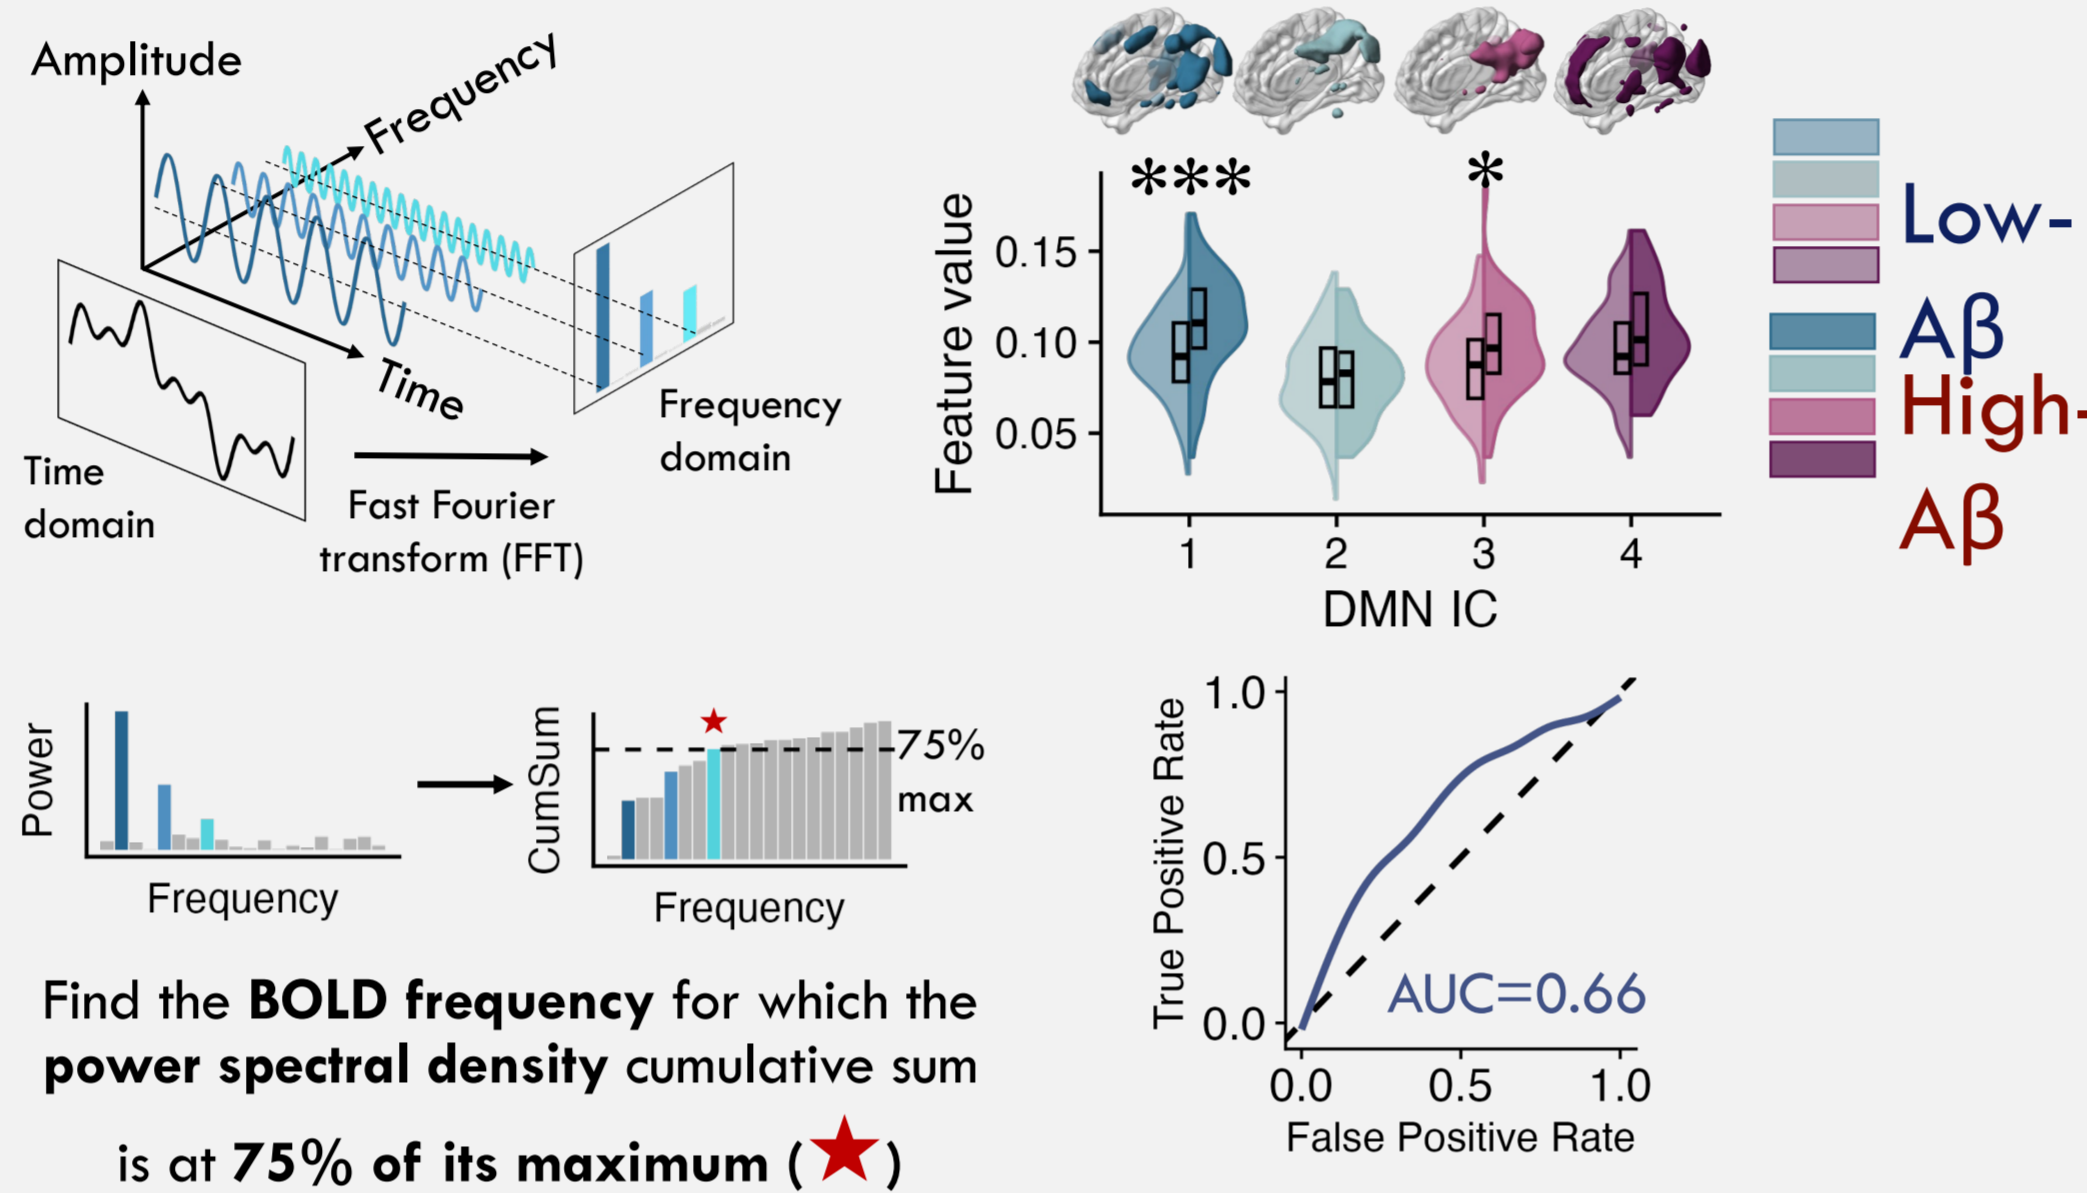 Amplitude
Frequency
Time
Time
domain
Fast Fourier
transform (FFT)
Frequency
domain
Power
Frequency
CumSum
75%
max
Frequency
Find the BOLD frequency for which the
power spectral density cumulative sum
is at 75% of its maximum (★)
***
*
Feature value
0.15
0.10
0.05
1 2 3 4
DMN IC
Low-
Aβ
High-
Aβ
True Positive Rate
1.0
0.5
0.0
AUC=0.66
0.0 0.5 1.0
False Positive Rate